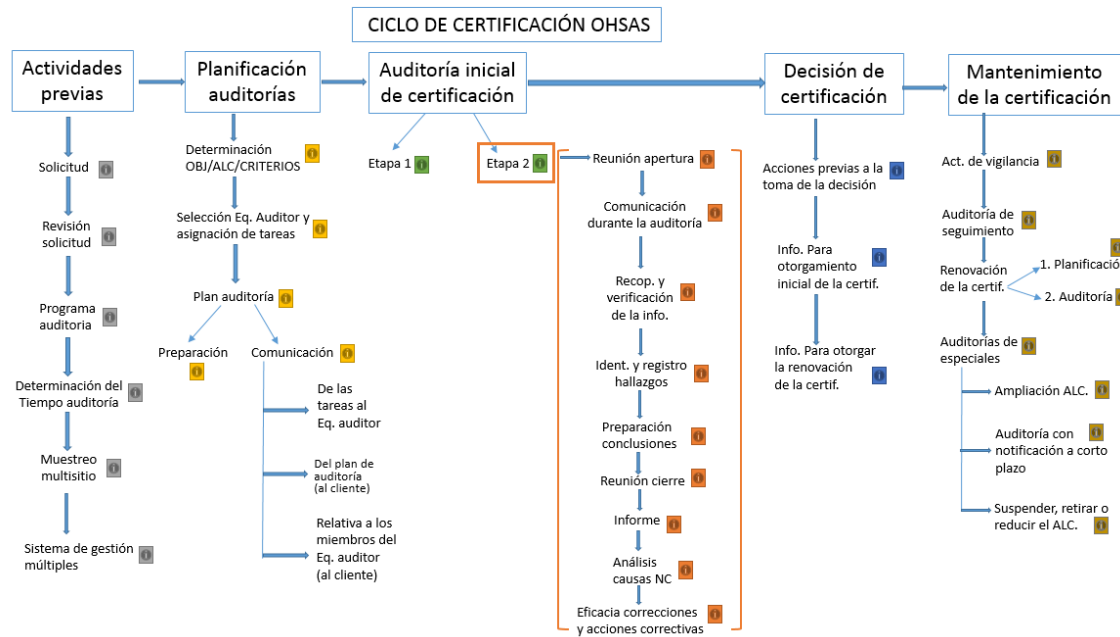 CICLO DE CERTIFICACIÓN OHSAS
Actividades
previas
Solicitud
Revisión
solicitud
Programa
auditoria
Determinación del
Tiempo auditoría
Muestreo
multisitio
Sistema de gestión
múltiples
Planificación
auditorías
Determinación
OBJ/ALC/CRITERIOS
Selección Eq. Auditor y
asignación de tareas
Plan auditoría
Preparación
Comunicación
De las
tareas al
Eq. auditor
Del plan de
auditoría
(al cliente)
Relativa a los
miembros del
Eq. auditor
(al cliente)
Auditoría inicial
de certificación
Etapa 1
Etapa 2
Reunión apertura
Comunicación
durante la auditoría
Recop. y
verificación
de la info.
Ident. y registro
hallazgos
Preparación
conclusiones
Reunión cierre
Informe
Análisis
causas NC
Eficacia correcciones
y acciones correctivas
Decisión de
certificación
Acciones previas a la
toma de la decisión
Info. Para
otorgamiento
inicial de la certif.
Info. Para otorgar
la renovación
de la certif.
Mantenimiento
de la certificación
Act. de vigilancia
Auditoría de
seguimiento
Renovación
de la certif.
1. Planificación
2. Auditoría
Auditorías de
especiales
Ampliación ALC.
Auditoría con
notificación a corto
plazo
Suspender, retirar o
reducir el ALC.